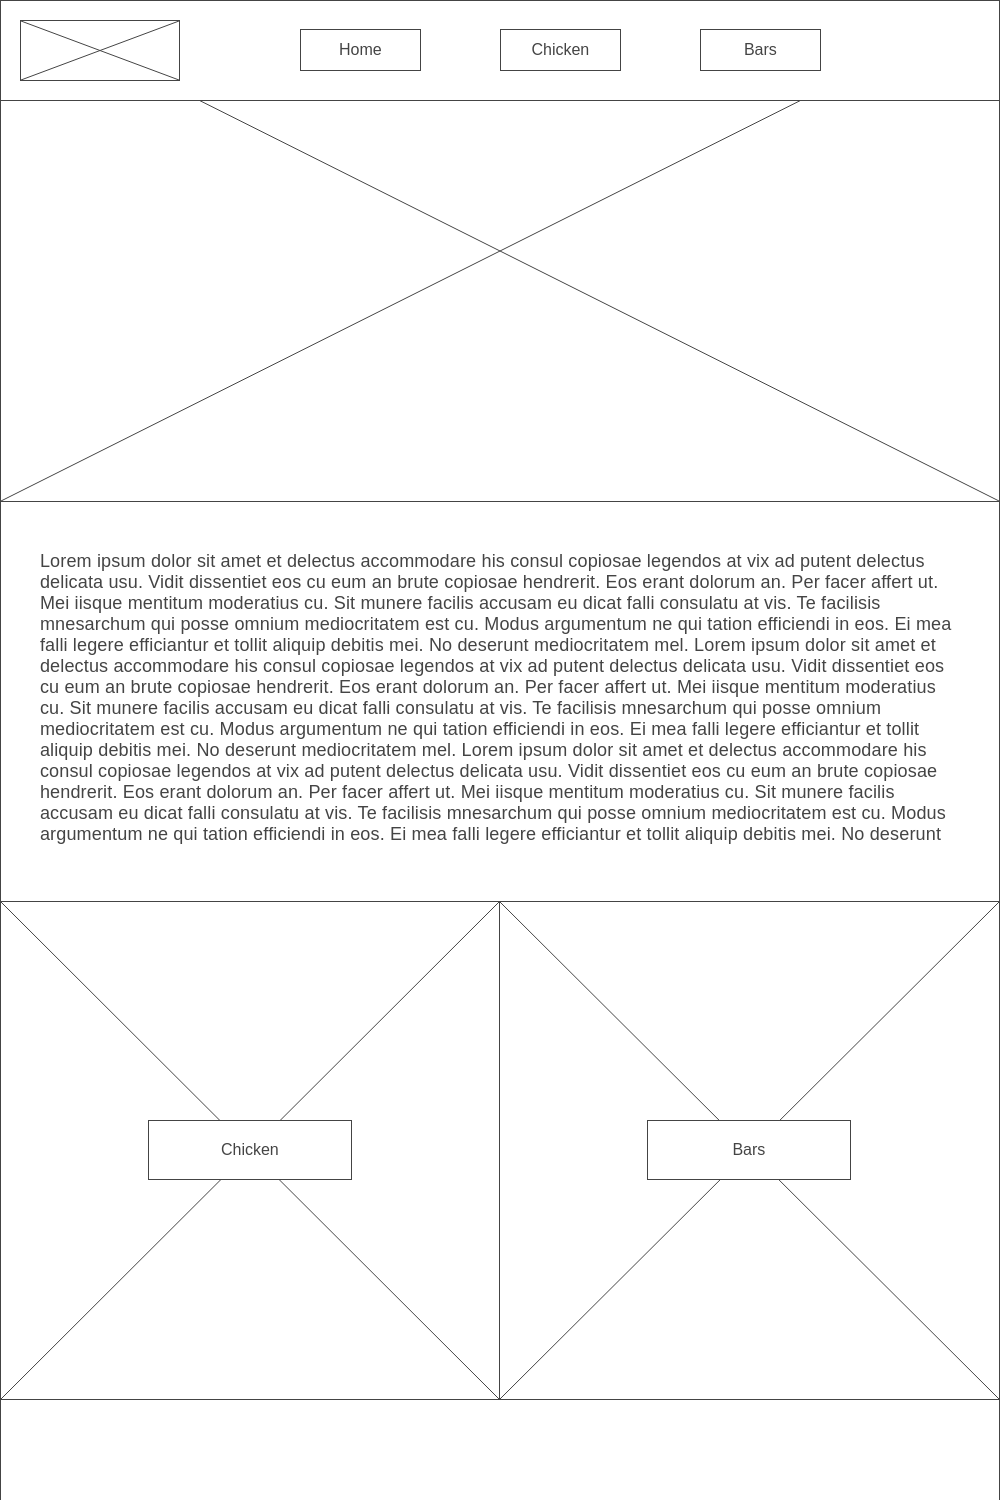 Home
Chicken
Bars
Lorem ipsum dolor sit amet et delectus accommodare his consul copiosae legendos at vix ad putent delectus
delicata usu. Vidit dissentiet eos cu eum an brute copiosae hendrerit. Eos erant dolorum an. Per facer affert ut.
Mei iisque mentitum moderatius cu. Sit munere facilis accusam eu dicat falli consulatu at vis. Te facilisis
mnesarchum qui posse omnium mediocritatem est cu. Modus argumentum ne qui tation efficiendi in eos. Ei mea
falli legere efficiantur et tollit aliquip debitis mei. No deserunt mediocritatem mel. Lorem ipsum dolor sit amet et
delectus accommodare his consul copiosae legendos at vix ad putent delectus delicata usu. Vidit dissentiet eos
cu eum an brute copiosae hendrerit. Eos erant dolorum an. Per facer affert ut. Mei iisque mentitum moderatius
cu. Sit munere facilis accusam eu dicat falli consulatu at vis. Te facilisis mnesarchum qui posse omnium
mediocritatem est cu. Modus argumentum ne qui tation efficiendi in eos. Ei mea falli legere efficiantur et tollit
aliquip debitis mei. No deserunt mediocritatem mel. Lorem ipsum dolor sit amet et delectus accommodare his
consul copiosae legendos at vix ad putent delectus delicata usu. Vidit dissentiet eos cu eum an brute copiosae
hendrerit. Eos erant dolorum an. Per facer affert ut. Mei iisque mentitum moderatius cu. Sit munere facilis
accusam eu dicat falli consulatu at vis. Te facilisis mnesarchum qui posse omnium mediocritatem est cu. Modus
argumentum ne qui tation efficiendi in eos. Ei mea falli legere efficiantur et tollit aliquip debitis mei. No deserunt
Chicken
Bars